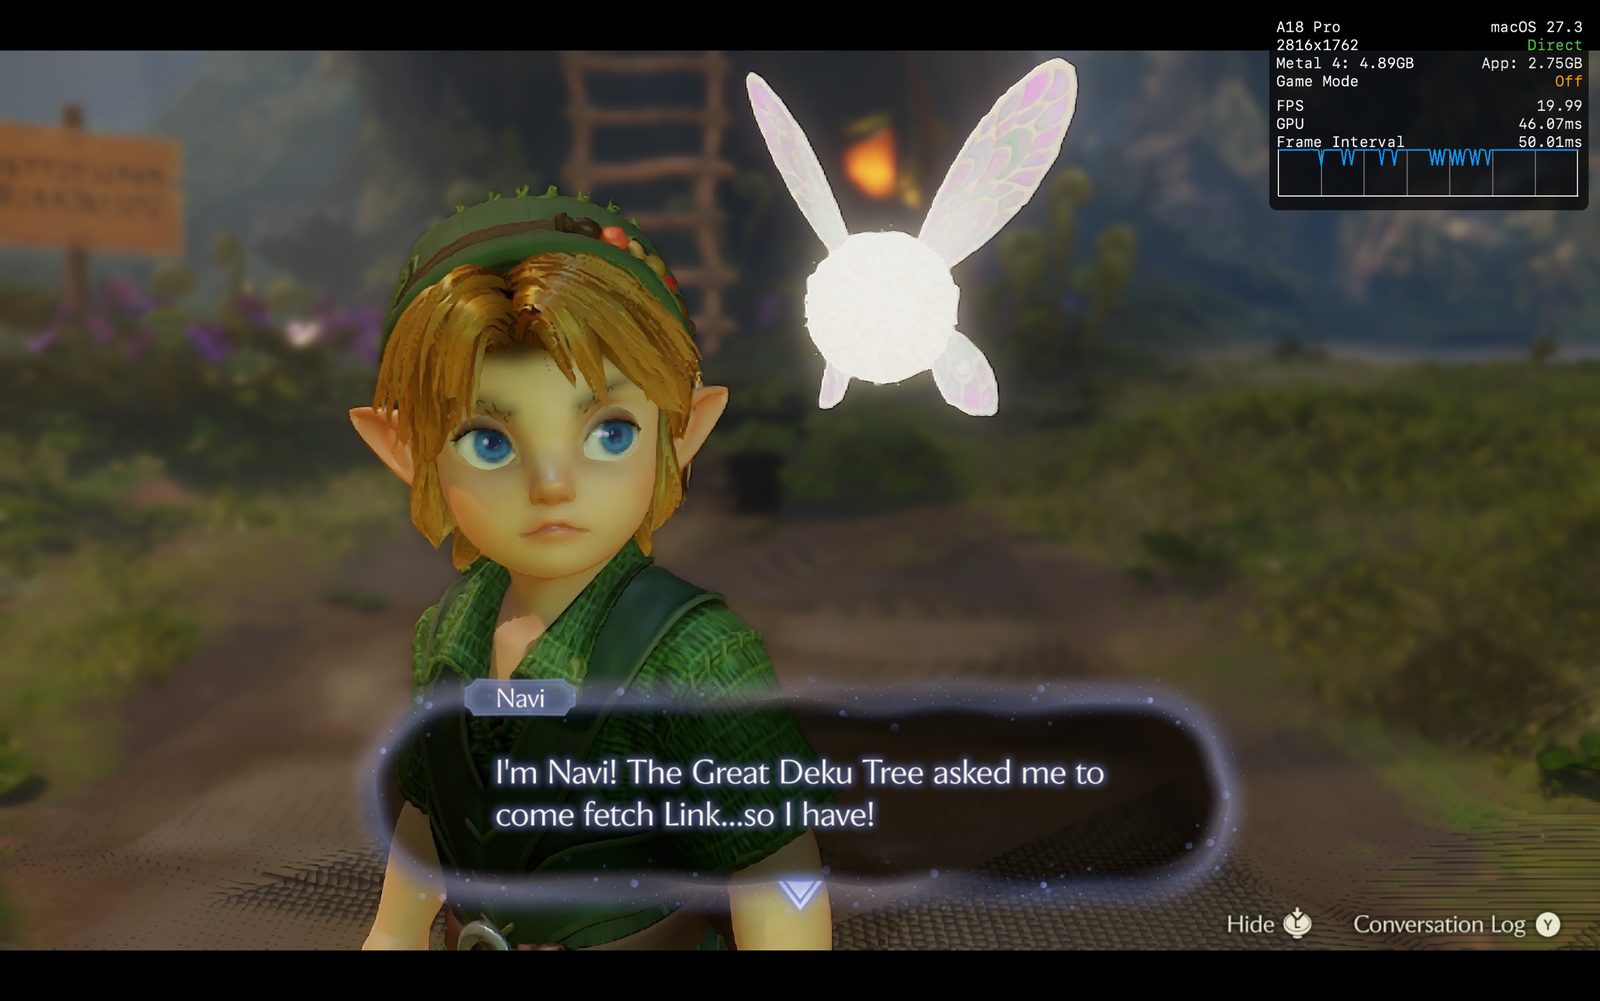 A18 Pro macOS 27.3
2816x1762 Direct
Metal 4: 4.89GB App: 2.75GB
Game Mode Off
FPS 19.99
GPU 46.07ms
Frame Interval 50.01ms
Navi
I'm Navi! The Great Deku Tree asked me to
come fetch Link...so I have!
Hide L Conversation Log Y